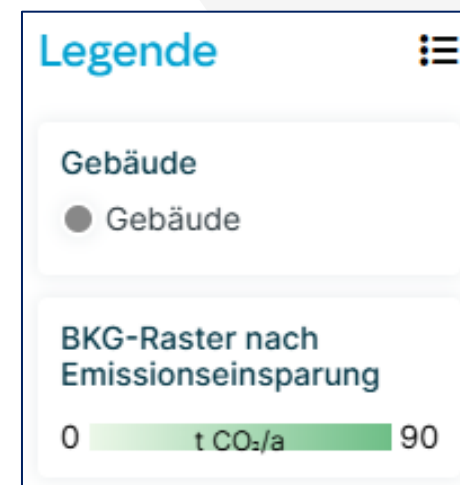 Legende
Gebäude
Gebäude
BKG-Raster nach
Emissionseinsparung
0 t CO₂/a 90